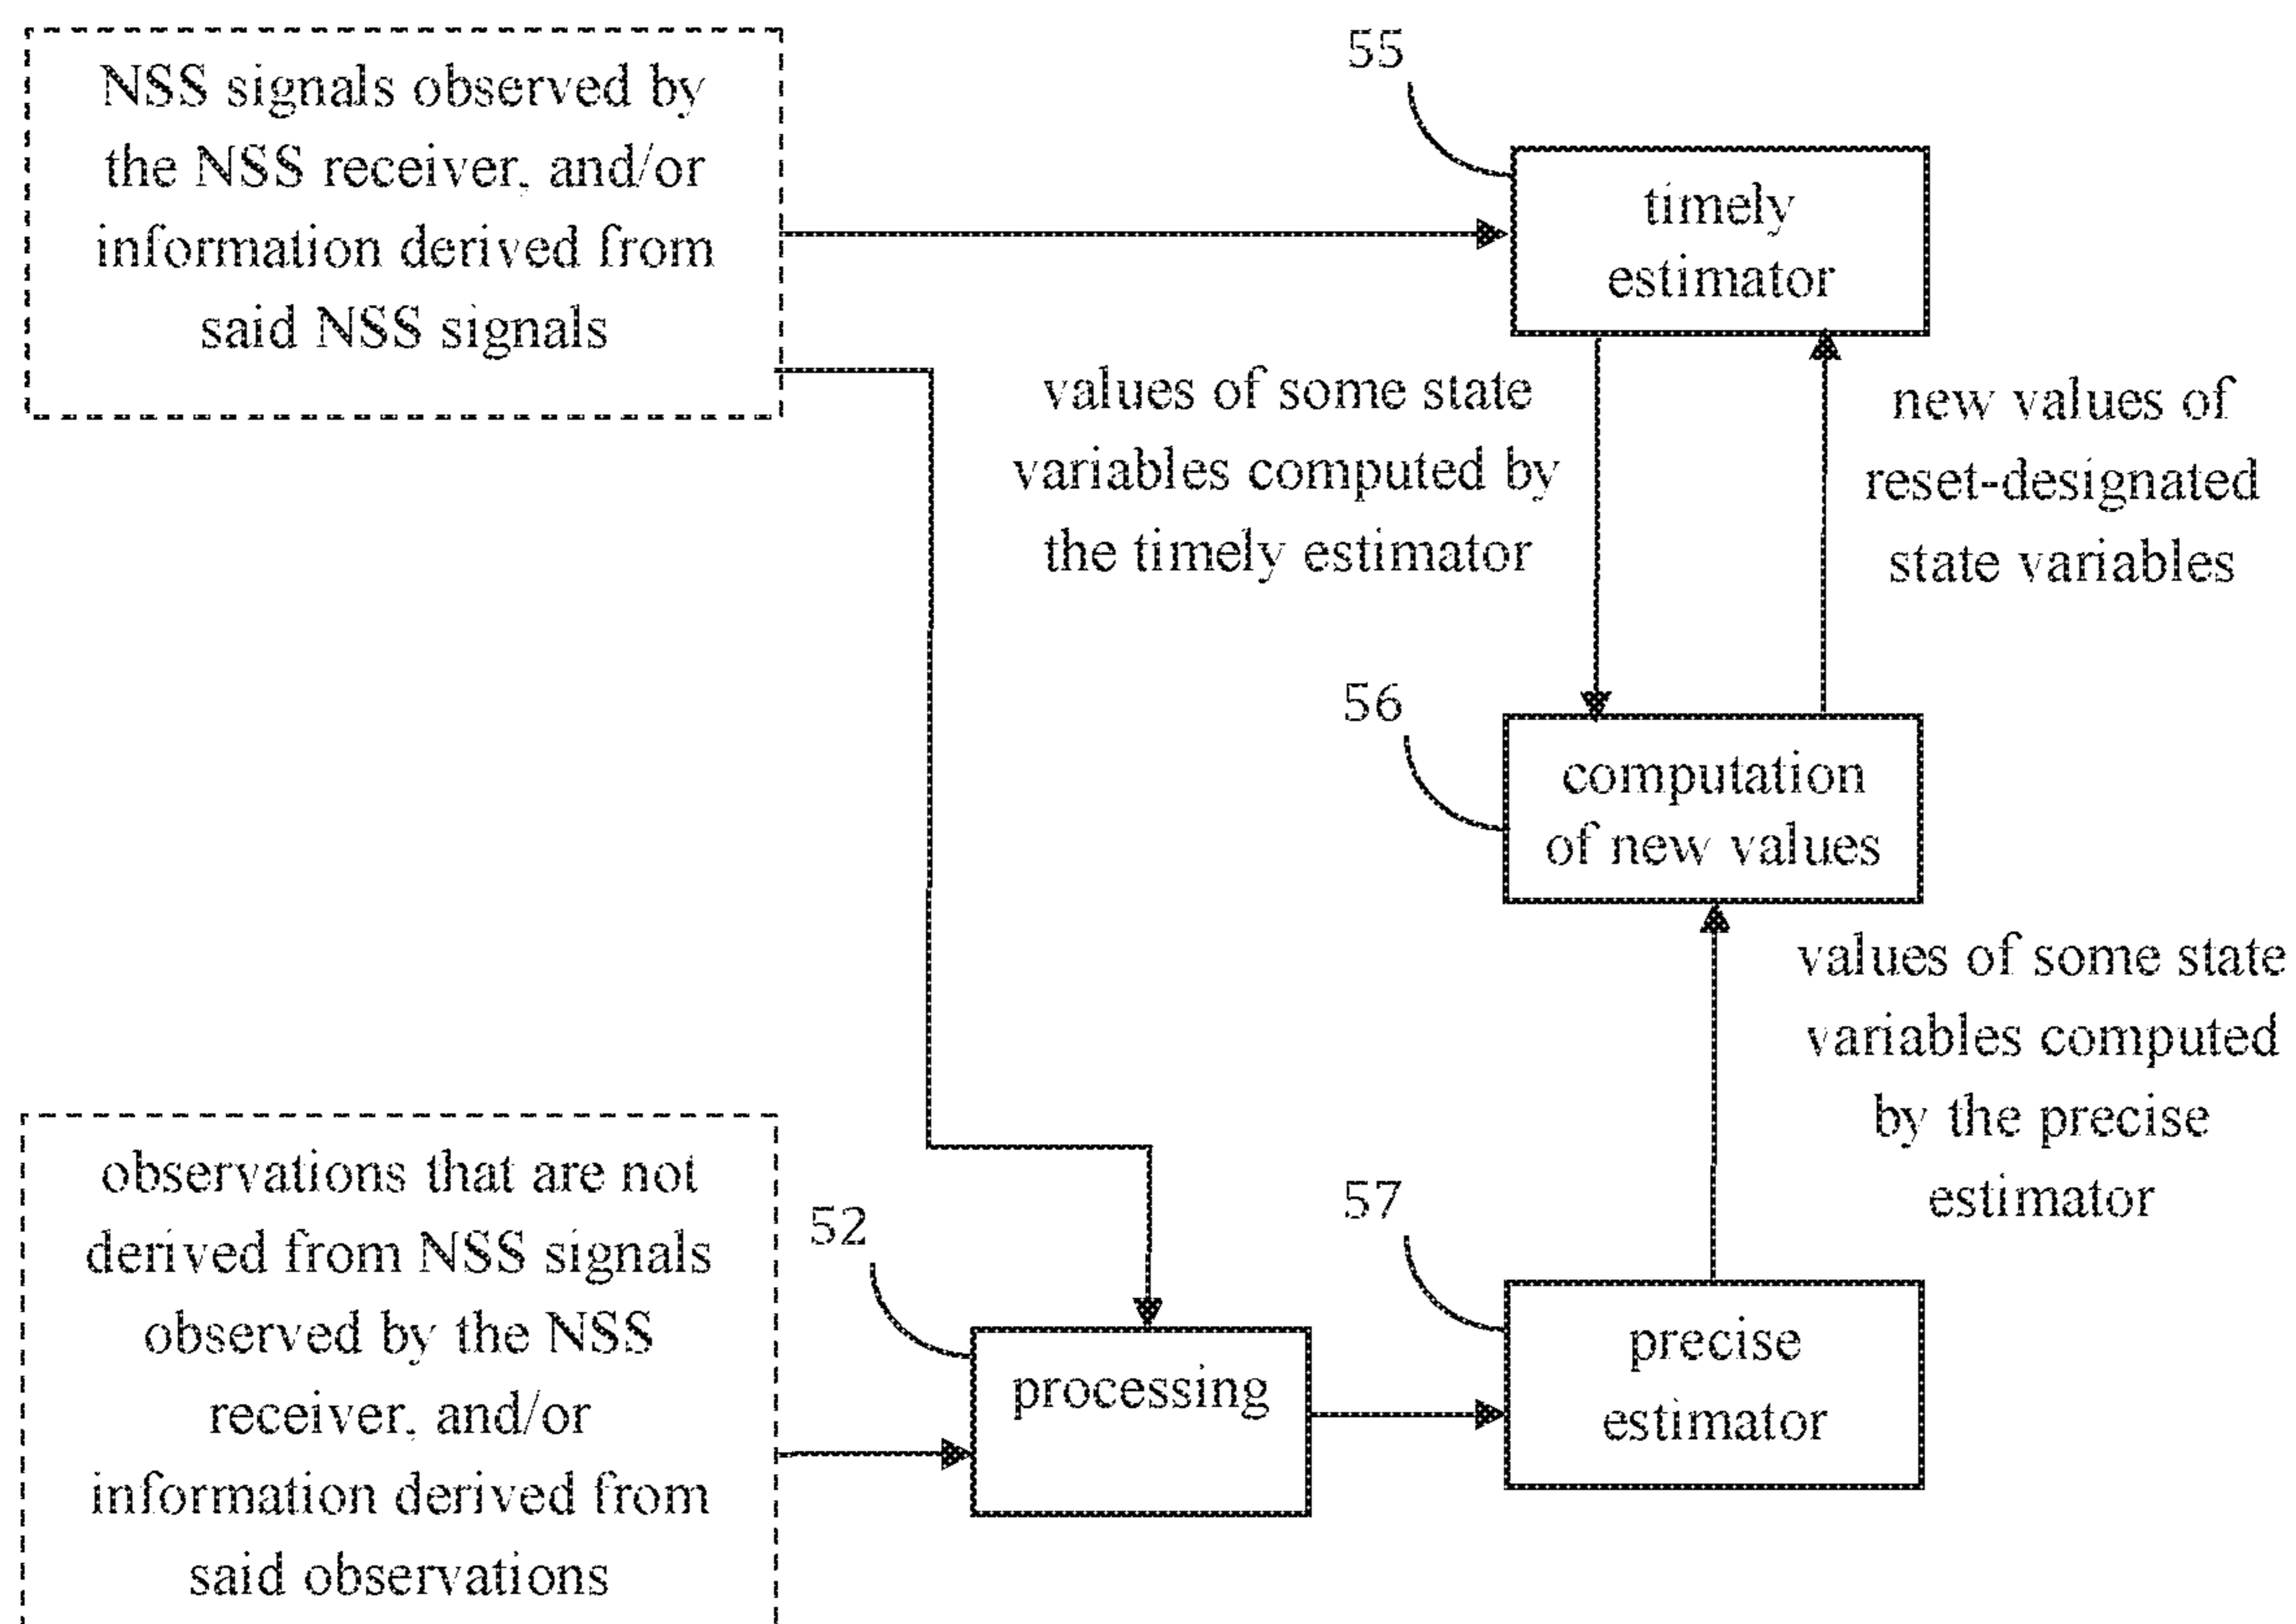 NSS signals observed by
the NSS receiver, and/or
information derived from
said NSS signals
55
timely
estimator
values of some state
variables computed by
the timely estimator
new values of
reset-designated
state variables
56
computation
of new values
values of some state
variables computed
by the precise
estimator
observations that are not
derived from NSS signals
observed by the NSS
receiver, and/or
information derived from
said observations
52
processing
57
precise
estimator